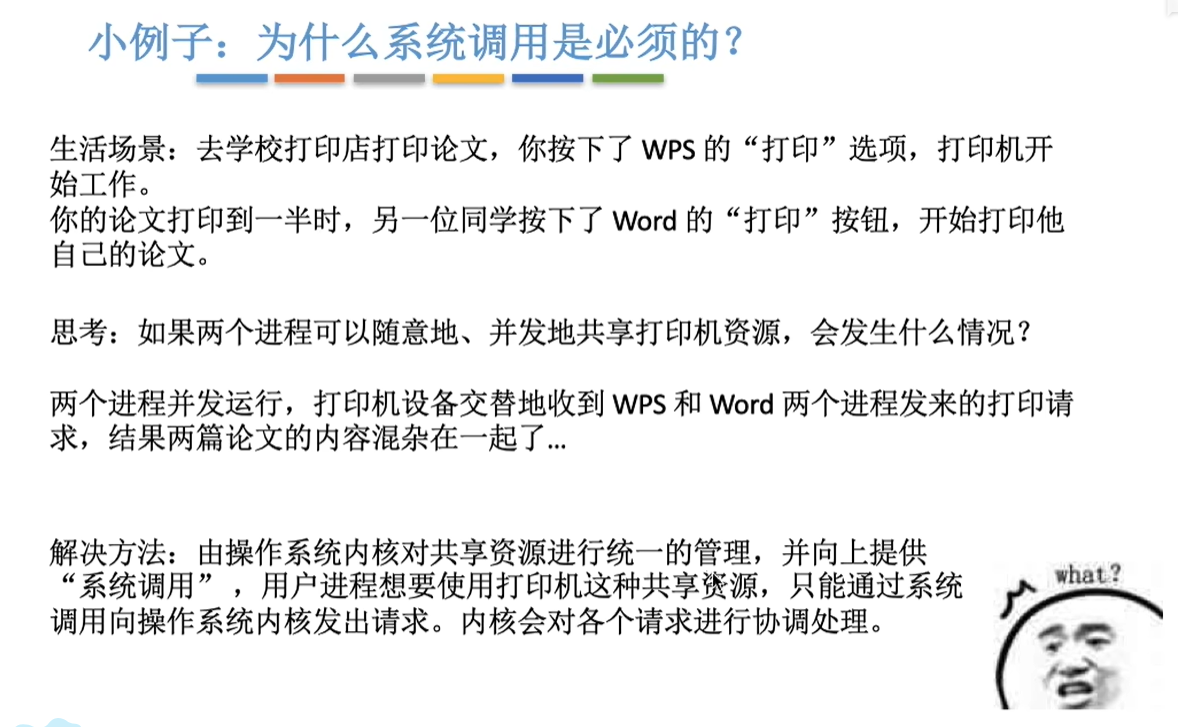 小例子：为什么系统调用是必须的？
生活场景：去学校打印店打印论文，你按下了 WPS 的“打印”选项，打印机开
始工作。
你的论文打印到一半时，另一位同学按下了 Word 的“打印”按钮，开始打印他
自己的论文。
思考：如果两个进程可以随意地、并发地共享打印机资源，会发生什么情况？
两个进程并发运行，打印机设备交替地收到 WPS 和 Word 两个进程发来的打印请
求，结果两篇论文的内容混杂在一起了...
解决方法：由操作系统内核对共享资源进行统一的管理，并向上提供
“系统调用”，用户进程想要使用打印机这种共享资源，只能通过系统
调用向操作系统内核发出请求。内核会对各个请求进行协调处理。
what?